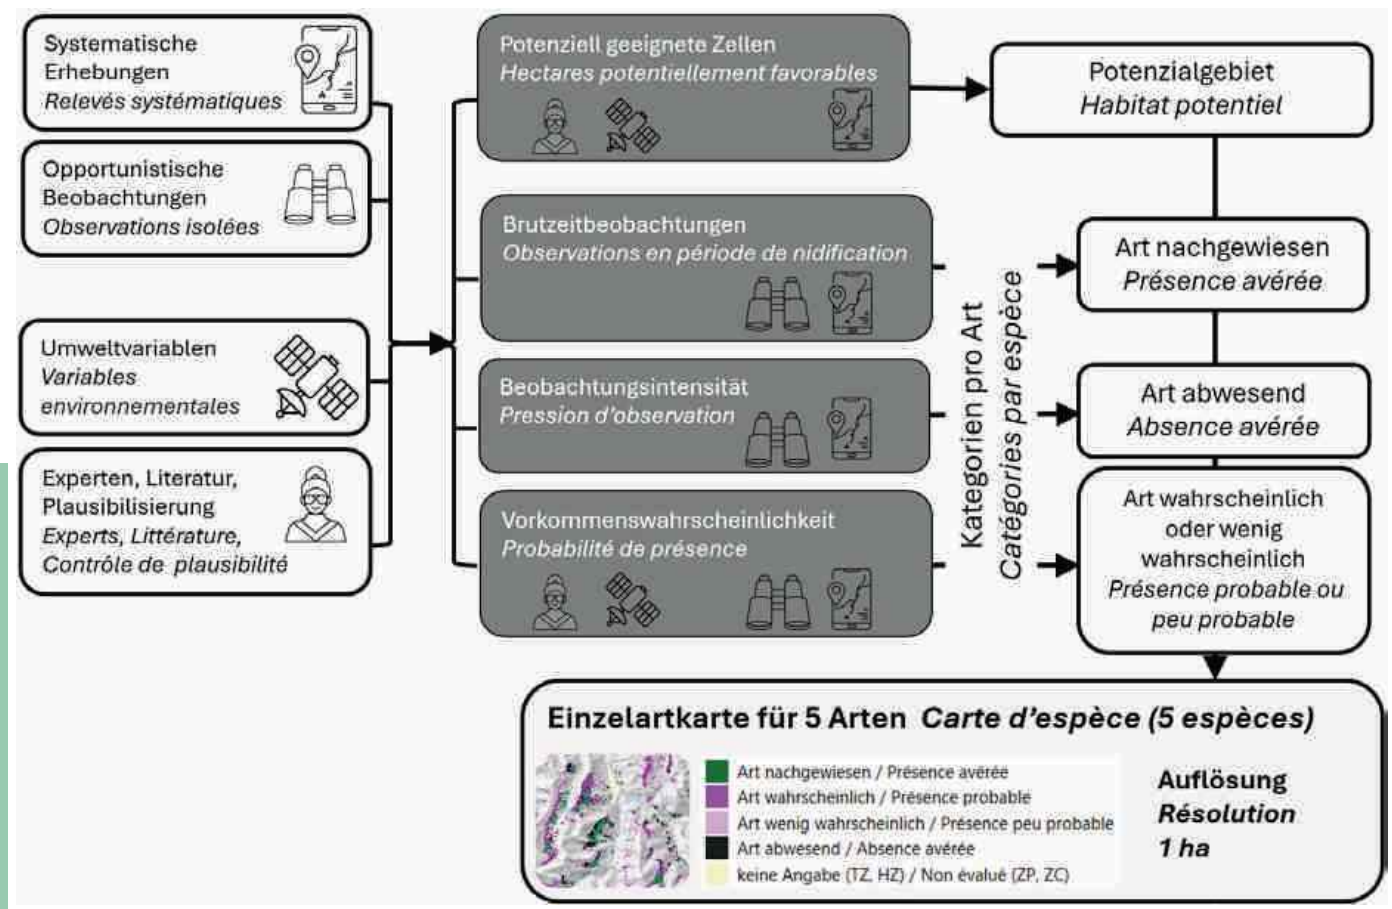 Systematische
Erhebungen
Relevés systématiques
Opportunistische
Beobachtungen
Observations isolées
Umweltvariablen
Variables
environnementales
Experten, Literatur,
Plausibilisierung
Experts, Littérature,
Contrôle de plausibilité
Potenziell geeignete Zellen
Hectares potentiellement favorables
Brutzeitbeobachtungen
Observations en période de nidification
Beobachtungsintensität
Pression d'observation
Vorkommenswahrscheinlichkeit
Probabilité de présence
Kategorien pro Art
Catégories par espèce
Potenzialgebiet
Habitat potentiel
Art nachgewiesen
Présence avérée
Art abwesend
Absence avérée
Art wahrscheinlich
oder wenig
wahrscheinlich
Présence probable ou
peu probable
Einzelartkarte für 5 Arten Carte d'espèce (5 espèces)
Art nachgewiesen / Présence avérée
Art wahrscheinlich / Présence probable
Art wenig wahrscheinlich / Présence peu probable
Art abwesend / Absence avérée
keine Angabe (TZ, HZ) / Non évalué (ZP, ZC)
Auflösung
Résolution
1 ha